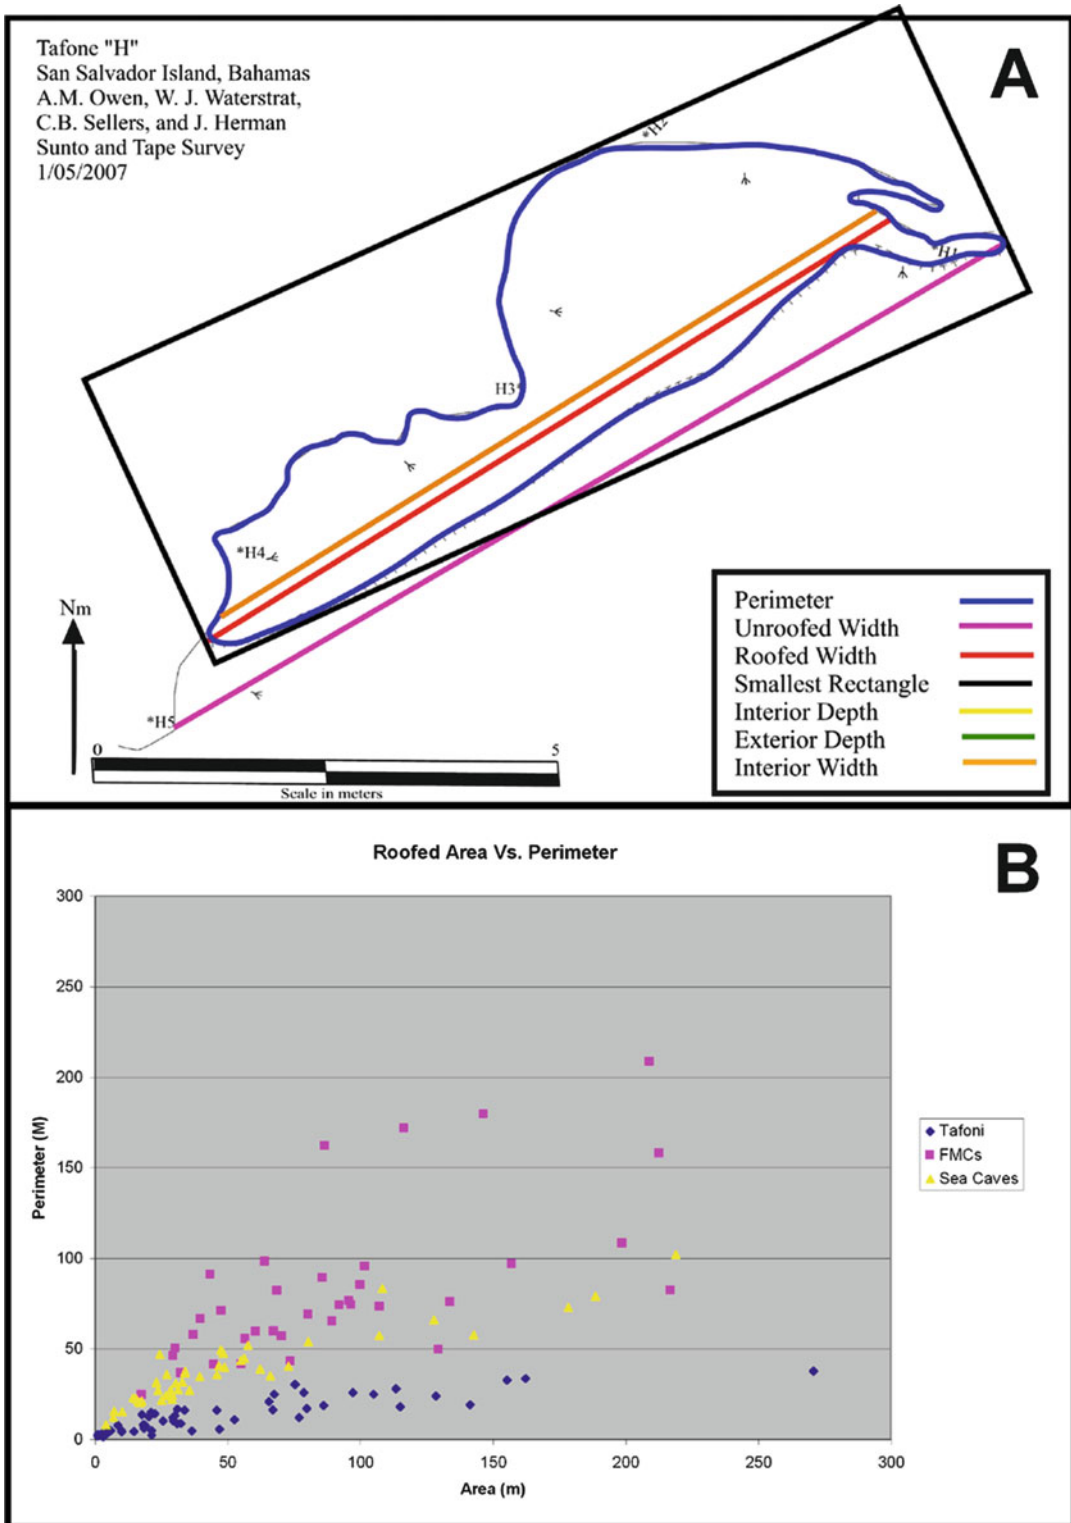 Tafone "H"
San Salvador Island, Bahamas
A.M. Owen, W. J. Waterstrat,
C.B. Sellers, and J. Herman
Sunto and Tape Survey
1/05/2007
A
*H2
*H1
H3*
*H4
Nm
*H5
0 5
Scale in meters
Perimeter
Unroofed Width
Roofed Width
Smallest Rectangle
Interior Depth
Exterior Depth
Interior Width
B
Roofed Area Vs. Perimeter
300
250
200
150
100
50
0
Perimeter (M)
0 50 100 150 200 250 300
Area (m)
Tafoni
FMCs
Sea Caves